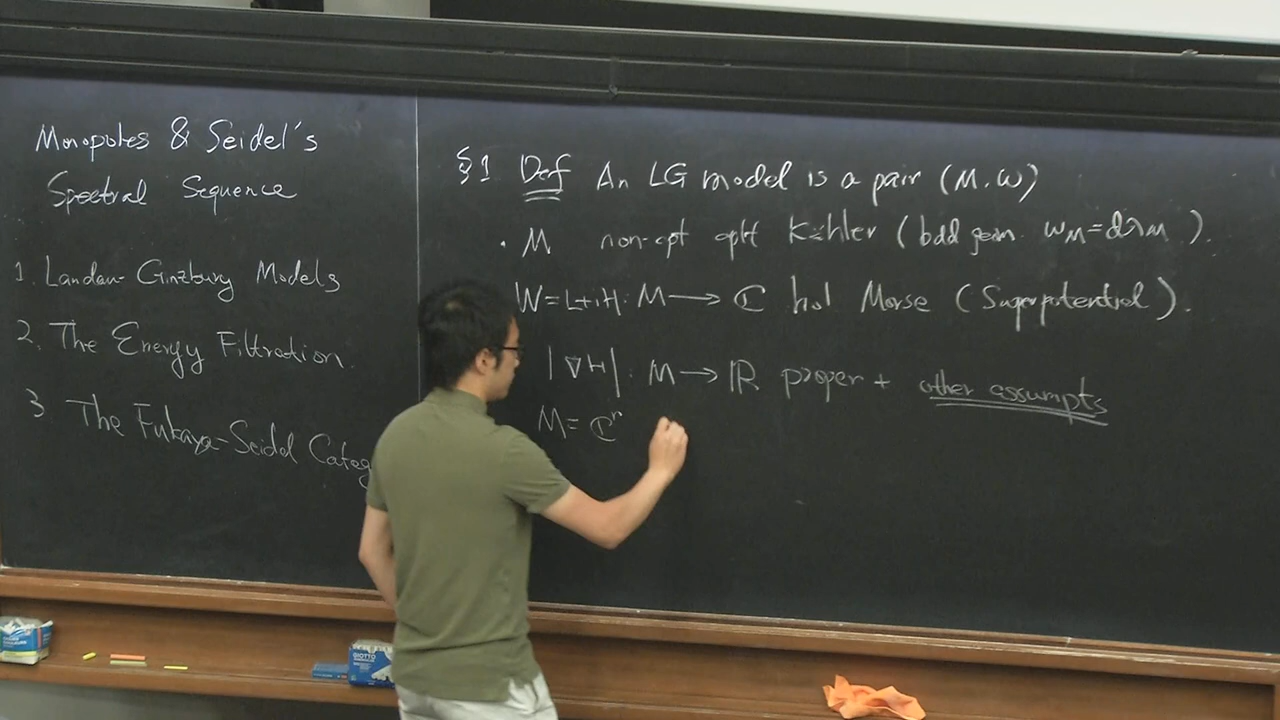 Monopoles & Seidel's
Spectral Sequence
1. Landau-Ginzburg Models
2. The Energy Filtration.
3 The Fukaya-Seidel Categ
§1 Def An LG model is a pair (M, W)
· M non-cpt cplt Kähler (bdd geom. ω_M = dλ_M ).
W = L+iH : M → ℂ hol Morse (Superpotential).
|∇H| : M → ℝ proper + other assumpts
M = ℂⁿ
GIOTTO